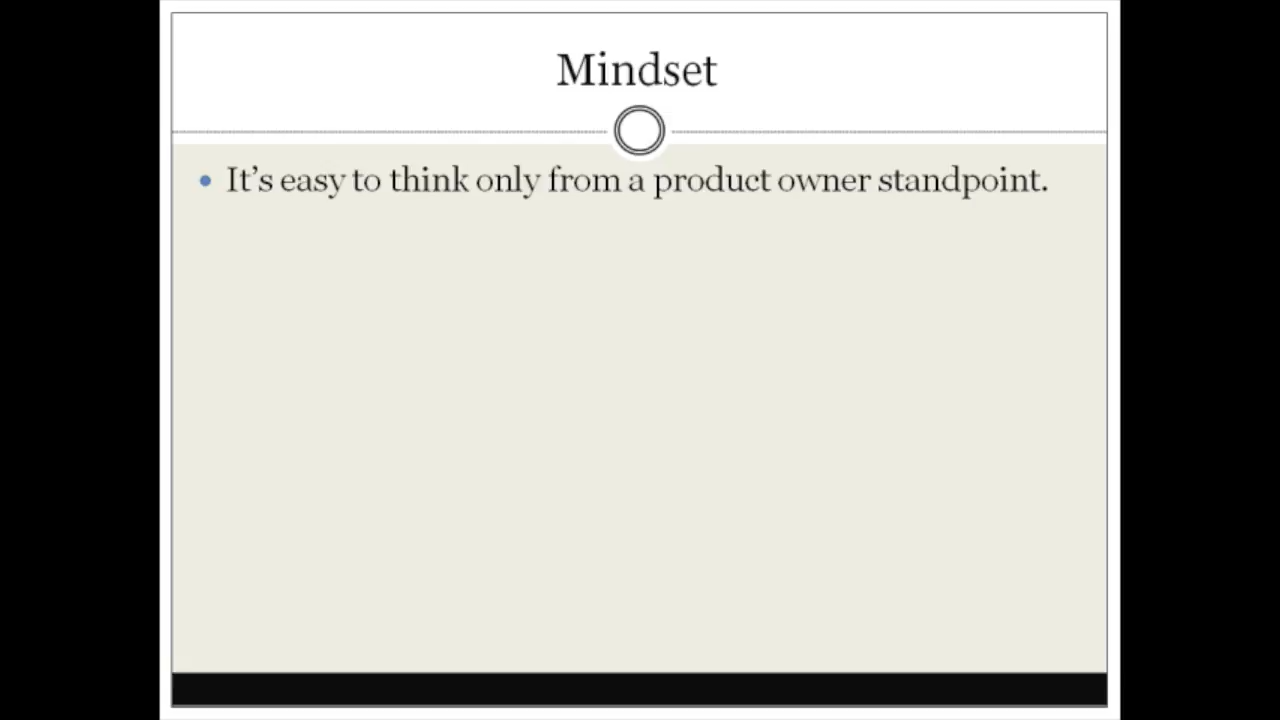 Mindset
• It’s easy to think only from a product owner standpoint.